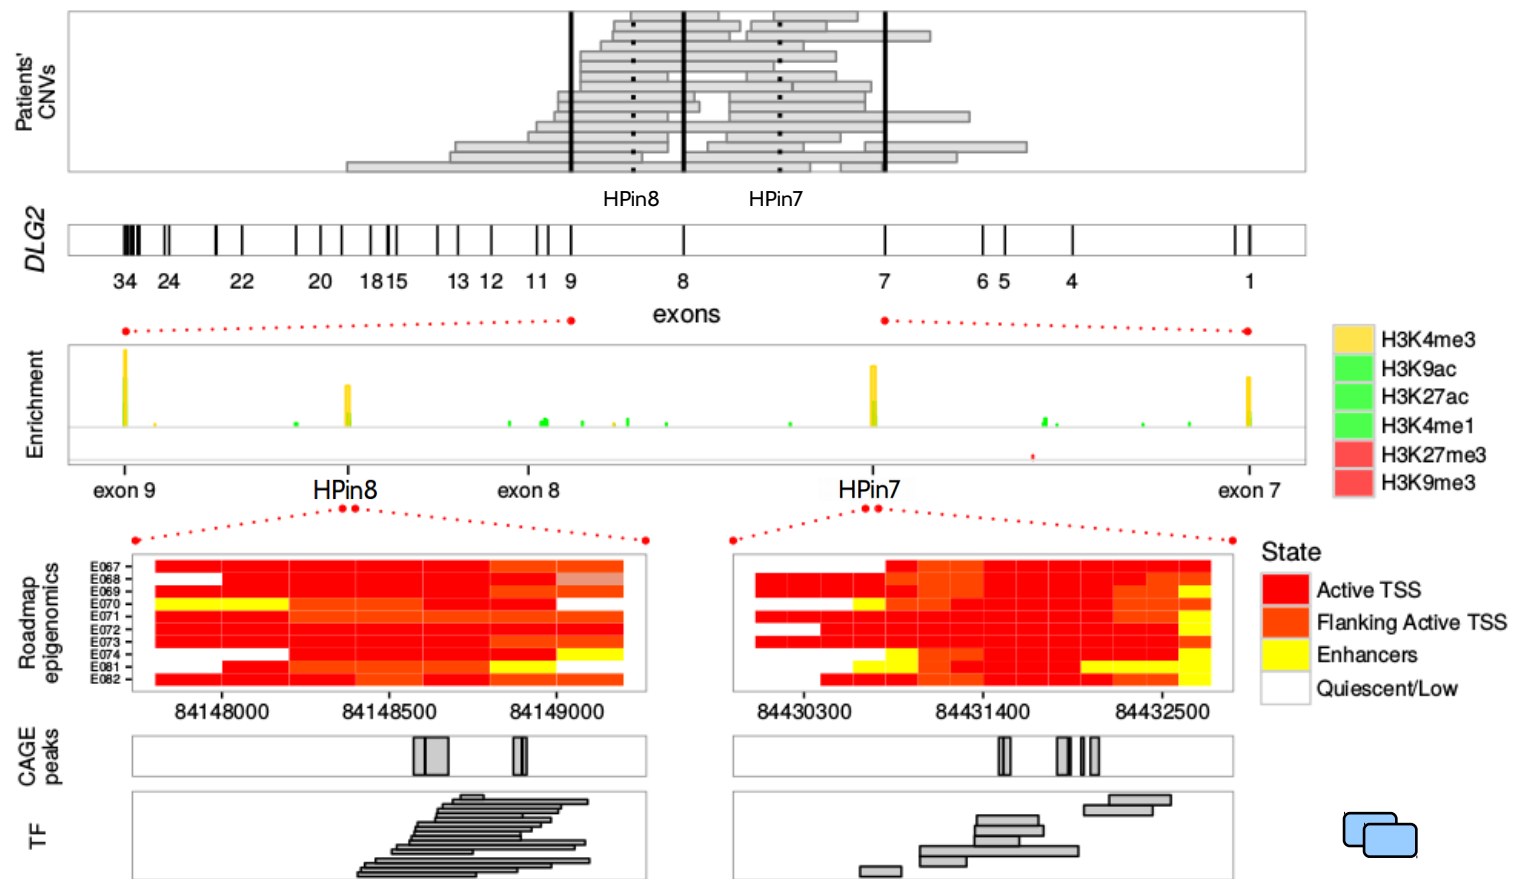 Patients'
CNVs
HPin8 HPin7
DLG2
34 24 22 20 18 15 13 12 11 9 8 7 6 5 4 1
exons
Enrichment
H3K4me3
H3K9ac
H3K27ac
H3K4me1
H3K27me3
H3K9me3
exon 9 HPin8 exon 8 HPin7 exon 7
Roadmap
epigenomics
E067
E068
E069
E070
E071
E072
E073
E074
E081
E082
State
Active TSS
Flanking Active TSS
Enhancers
Quiescent/Low
84148000 84148500 84149000 84430300 84431400 84432500
CAGE
peaks
TF